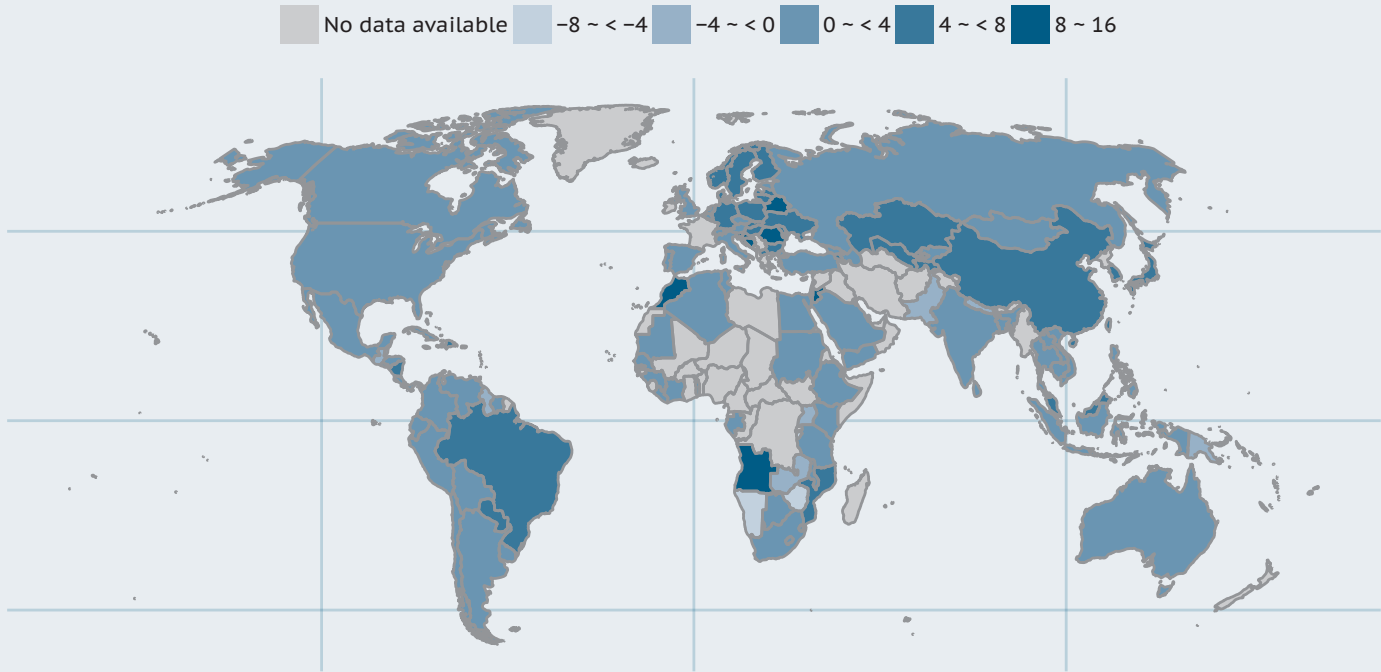 No data available −8 ~ < −4 −4 ~ < 0 0 ~ < 4 4 ~ < 8 8 ~ 16